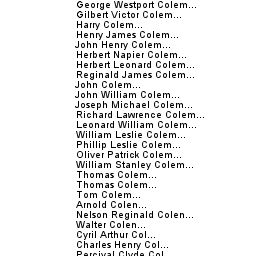 George Westport Colem...
Gilbert Victor Colem...
Harry Colem...
Henry James Colem...
John Henry Colem...
Herbert Napier Colem...
Herbert Leonard Colem...
Reginald James Colem...
John Colem...
John William Colem...
Joseph Michael Colem...
Richard Lawrence Colem...
Leonard William Colem...
William Leslie Colem...
Phillip Leslie Colem...
Oliver Patrick Colem...
William Stanley Colem...
Thomas Colem...
Thomas Colem...
Tom Colem...
Arnold Colen...
Nelson Reginald Colen...
Walter Colen...
Cyril Arthur Col...
Charles Henry Col...
Percival Clyde Col